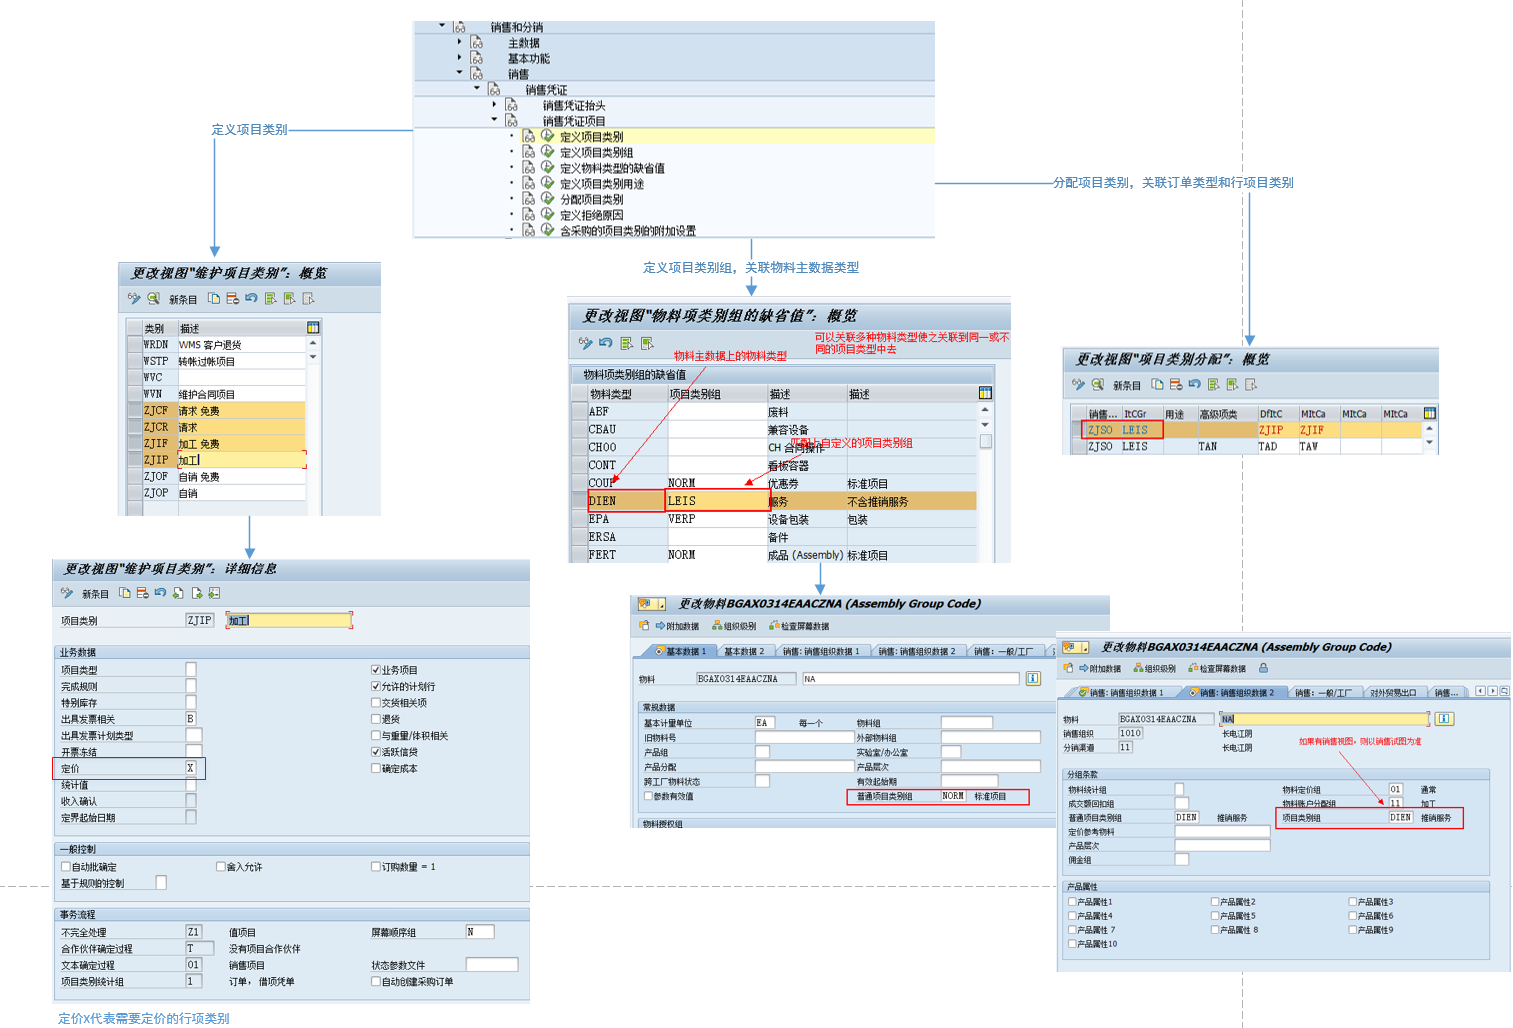 销售和分销
主数据
基本功能
销售
销售凭证
销售凭证抬头
销售凭证项目
定义项目类别
定义项目类别组
定义物料类型的缺省值
定义项目类别用途
分配项目类别
定义拒绝原因
含采购的项目类别的附加设置
定义项目类别
分配项目类别，关联订单类型和行项目类别
定义项目类别组，关联物料主数据类型
更改视图"维护项目类别"：概览
新条目
类别 描述
WRDN WMS 客户退货
WSTP 转帐过帐项目
WVC
WVN 维护合同项目
ZJCF 请求 免费
ZJCR 请求
ZJIF 加工 免费
ZJIP 加工
ZJOF 自销 免费
ZJOP 自销
更改视图"物料项类别组的缺省值"：概览
可以关联多种物料类型使之关联到同一或不
同的项目类型中去
物料主数据上的物料类型
物料项类别组的缺省值
物料类型 项目类别组 描述 描述
ABF 废料
CBAU 兼容设备
匹配上自定义的项目类别组
CH00 CH 合同操作
CONT 看板容器
COUP NORM 优惠券 标准项目
DIEN LEIS 服务 不含推销服务
EPA VERP 设备包装 包装
ERSA 备件
FERT NORM 成品 (Assembly) 标准项目
更改视图"项目类别分配"：概览
新条目
销售... ItCGr 用途 高级项类 DfItC MItCa MItCa MItCa
ZJSO LEIS ZJIP ZJIF
ZJSO LEIS TAN TAD TAW
更改视图"维护项目类别"：详细信息
新条目
项目类别 ZJIP 加工
业务数据
项目类型 业务项目
完成规则 允许的计划行
特别库存 交货相关项
出具发票相关 B 退货
出具发票计划类型 与重量/体积相关
开票冻结 活跃信贷
定价 X 确定成本
统计值
收入确认
定界起始日期
一般控制
自动批确定 舍入允许 订购数量 = 1
基于规则的控制
事务流程
不完全处理 Z1 值项目 屏幕顺序组 N
合作伙伴确定过程 T 没有项目合作伙伴
文本确定过程 01 销售项目 状态参数文件
项目类别统计组 1 订单， 借项凭单 自动创建采购订单
定价X代表需要定价的行项类别
更改物料BGAX0314EAACZNA (Assembly Group Code)
附加数据 组织级别 检查屏幕数据
基本数据 1 基本数据 2 销售: 销售组织数据 1 销售: 销售组织数据 2 销售: 一般/工厂
物料 BGAX0314EAACZNA NA
常规数据
基本计量单位 EA 每一个 物料组
旧物料号 外部物料组
产品组 实验室/办公室
产品分配 产品层次
跨工厂物料状态 有效起始期
参数有效值 普通项目类别组 NORM 标准项目
物料授权组
更改物料BGAX0314EAACZNA (Assembly Group Code)
附加数据 组织级别 检查屏幕数据
销售: 销售组织数据 1 销售: 销售组织数据 2 销售: 一般/工厂 对外贸易出口 销售...
物料 BGAX0314EAACZNA NA
销售组织 1010 长电江阴
分销渠道 11 长电江阴
如果有销售视图，则以销售试图为准
分组条款
物料统计组 物料定价组 01 通常
成交额回扣组 物料账户分配组 11 加工
普通项目类别组 DIEN 推销服务 项目类别组 DIEN 推销服务
定价参考物料
产品层次
佣金组
产品属性
产品属性1 产品属性2 产品属性3
产品属性4 产品属性5 产品属性6
产品属性 7 产品属性 8 产品属性9
产品属性10